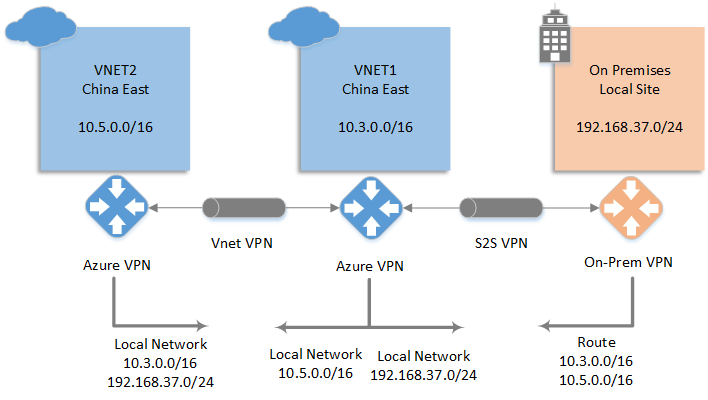 VNET2
China East
10.5.0.0/16
VNET1
China East
10.3.0.0/16
On Premises
Local Site
192.168.37.0/24
Vnet VPN
S2S VPN
Azure VPN
Azure VPN
On-Prem VPN
Local Network
10.3.0.0/16
192.168.37.0/24
Local Network
10.5.0.0/16
Local Network
192.168.37.0/24
Route
10.3.0.0/16
10.5.0.0/16